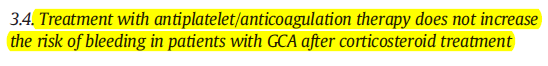 3.4. Treatment with antiplatelet/anticoagulation therapy does not increase
the risk of bleeding in patients with GCA after corticosteroid treatment